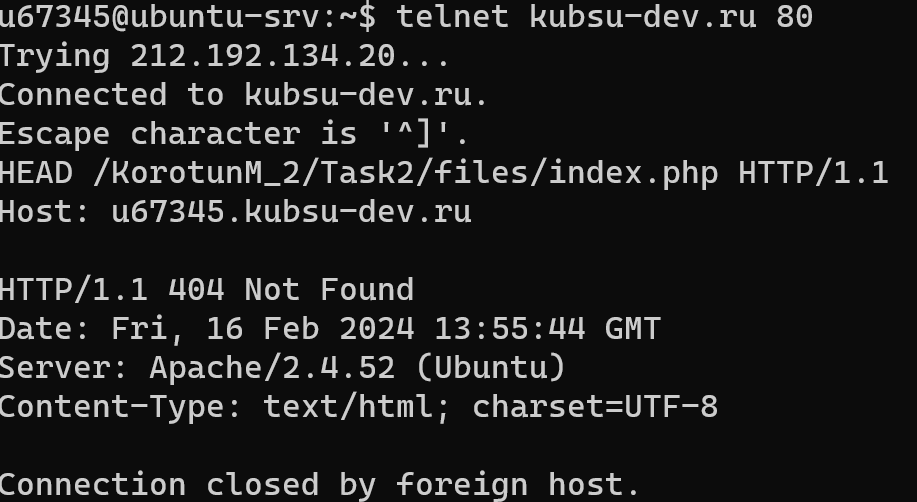 u67345@ubuntu-srv:~$ telnet kubsu-dev.ru 80
Trying 212.192.134.20...
Connected to kubsu-dev.ru.
Escape character is '^]'.
HEAD /KorotunM_2/Task2/files/index.php HTTP/1.1
Host: u67345.kubsu-dev.ru

HTTP/1.1 404 Not Found
Date: Fri, 16 Feb 2024 13:55:44 GMT
Server: Apache/2.4.52 (Ubuntu)
Content-Type: text/html; charset=UTF-8

Connection closed by foreign host.